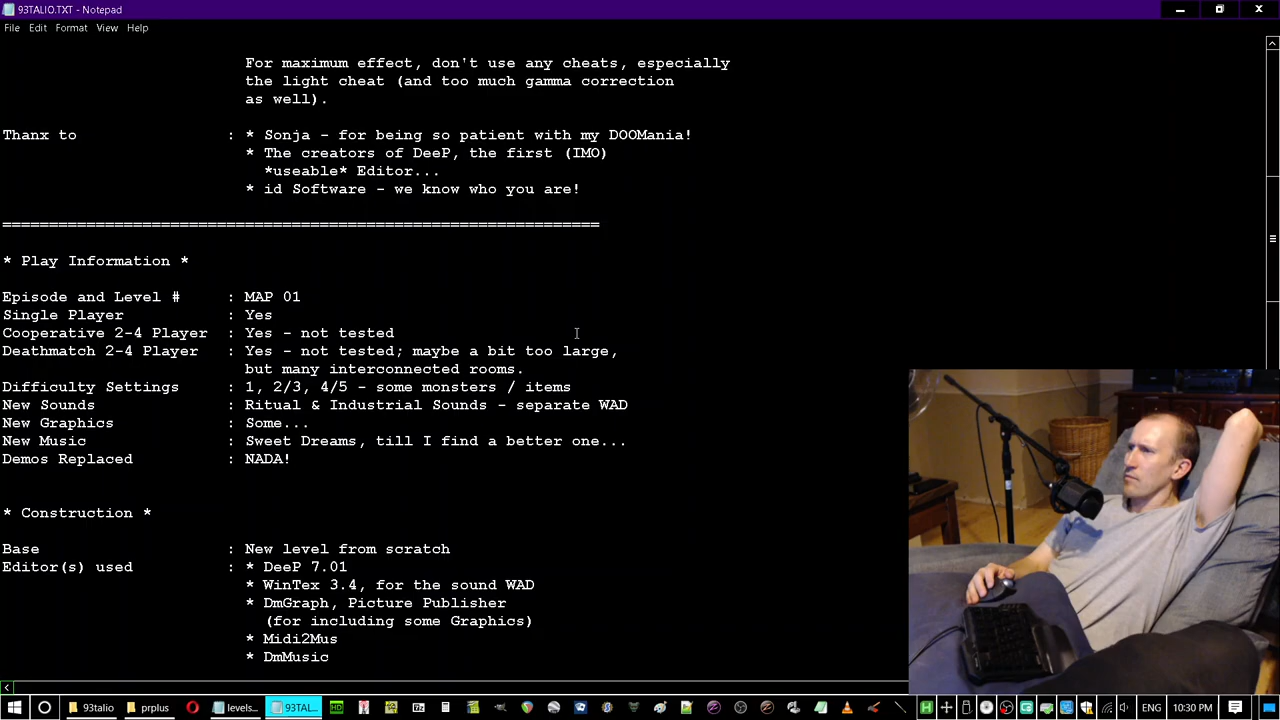 93TALIO.TXT - Notepad
File Edit Format View Help
For maximum effect, don't use any cheats, especially
the light cheat (and too much gamma correction
as well).
Thanx to : * Sonja - for being so patient with my DOOMania!
* The creators of DeeP, the first (IMO)
*useable* Editor...
* id Software - we know who you are!
================================================================
* Play Information *
Episode and Level # : MAP 01
Single Player : Yes
Cooperative 2-4 Player : Yes - not tested
Deathmatch 2-4 Player : Yes - not tested; maybe a bit too large,
but many interconnected rooms.
Difficulty Settings : 1, 2/3, 4/5 - some monsters / items
New Sounds : Ritual & Industrial Sounds - separate WAD
New Graphics : Some...
New Music : Sweet Dreams, till I find a better one...
Demos Replaced : NADA!
* Construction *
Base : New level from scratch
Editor(s) used : * DeeP 7.01
* WinTex 3.4, for the sound WAD
* DmGraph, Picture Publisher
(for including some Graphics)
* Midi2Mus
* DmMusic
93talio prplus levels... 93TAL... ENG 10:30 PM